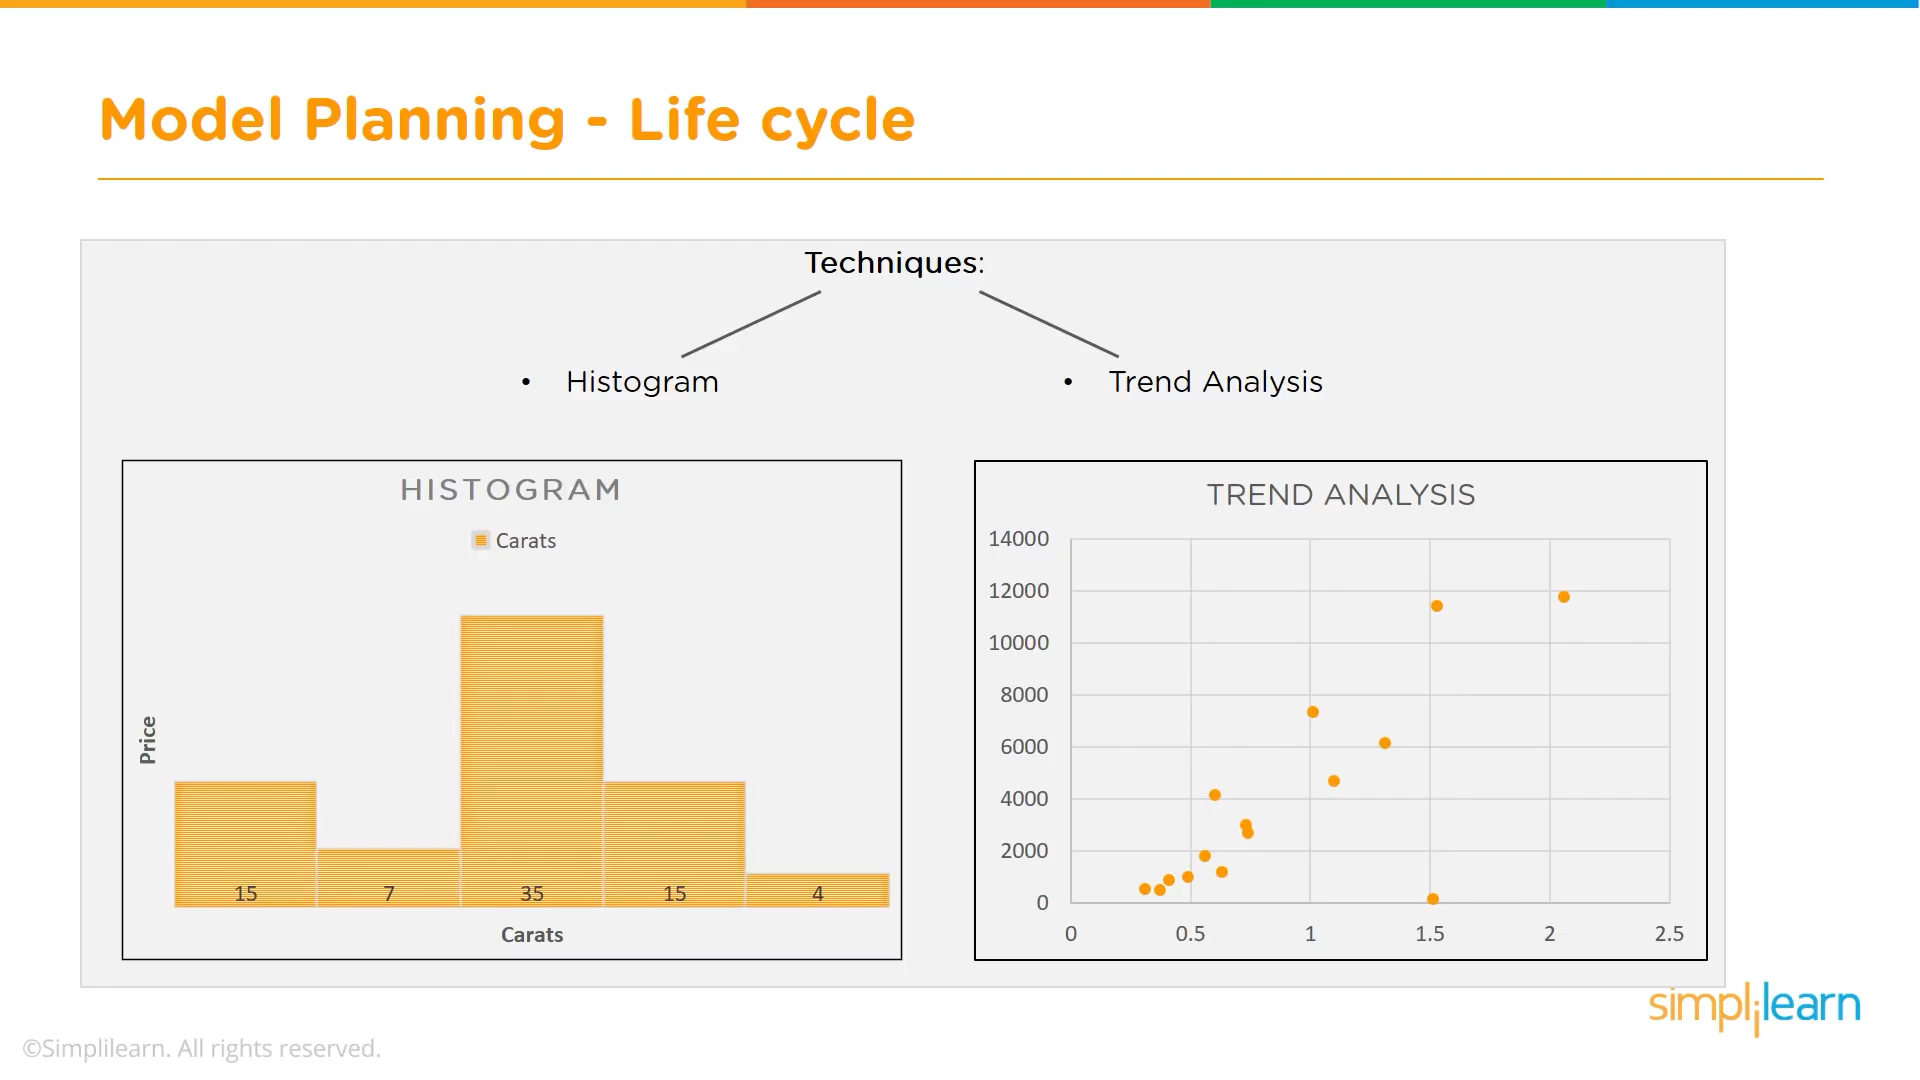 Model Planning - Life cycle
Techniques:
• Histogram
• Trend Analysis
HISTOGRAM
Carats
Price
15 7 35 15 4
Carats
TREND ANALYSIS
14000
12000
10000
8000
6000
4000
2000
0
0 0.5 1 1.5 2 2.5
simplilearn
©Simplilearn. All rights reserved.